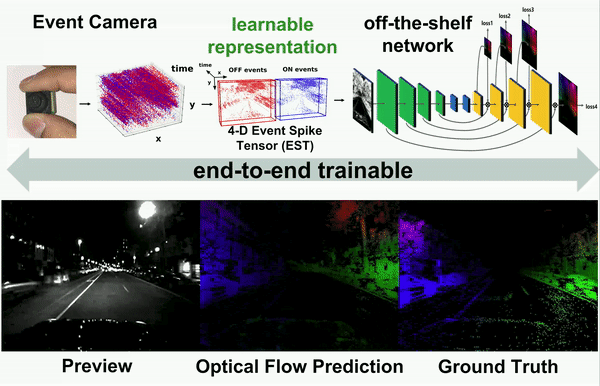 Event Camera
learnable
representation
off-the-shelf
network
time
y
x
time
x
y
OFF events
ON events
4-D Event Spike
Tensor (EST)
loss1
loss2
loss3
loss4
end-to-end trainable
Preview
Optical Flow Prediction
Ground Truth